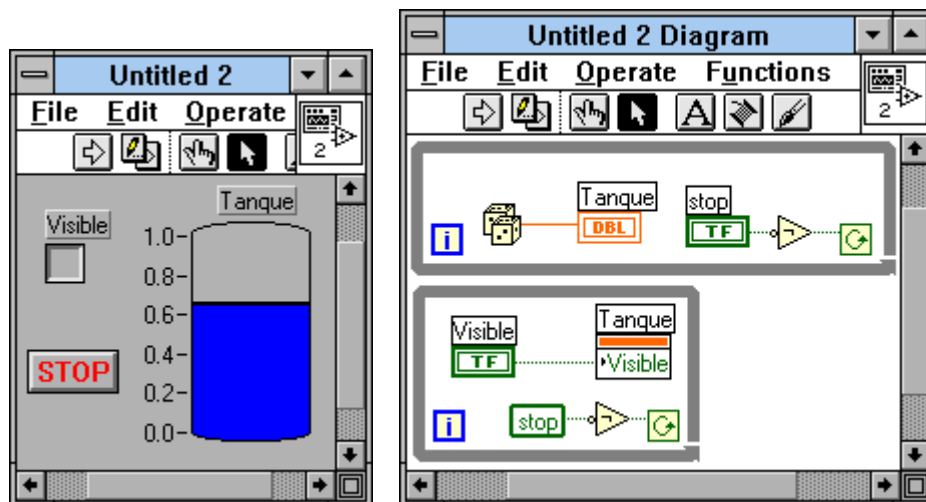 Untitled 2
File Edit Operate
2
Tanque
Visible
1.0
0.8
0.6
0.4
0.2
0.0
STOP
Untitled 2 Diagram
File Edit Operate Functions
2
A
Tanque
stop
DBL
TF
i
Visible
Tanque
TF
Visible
i
stop